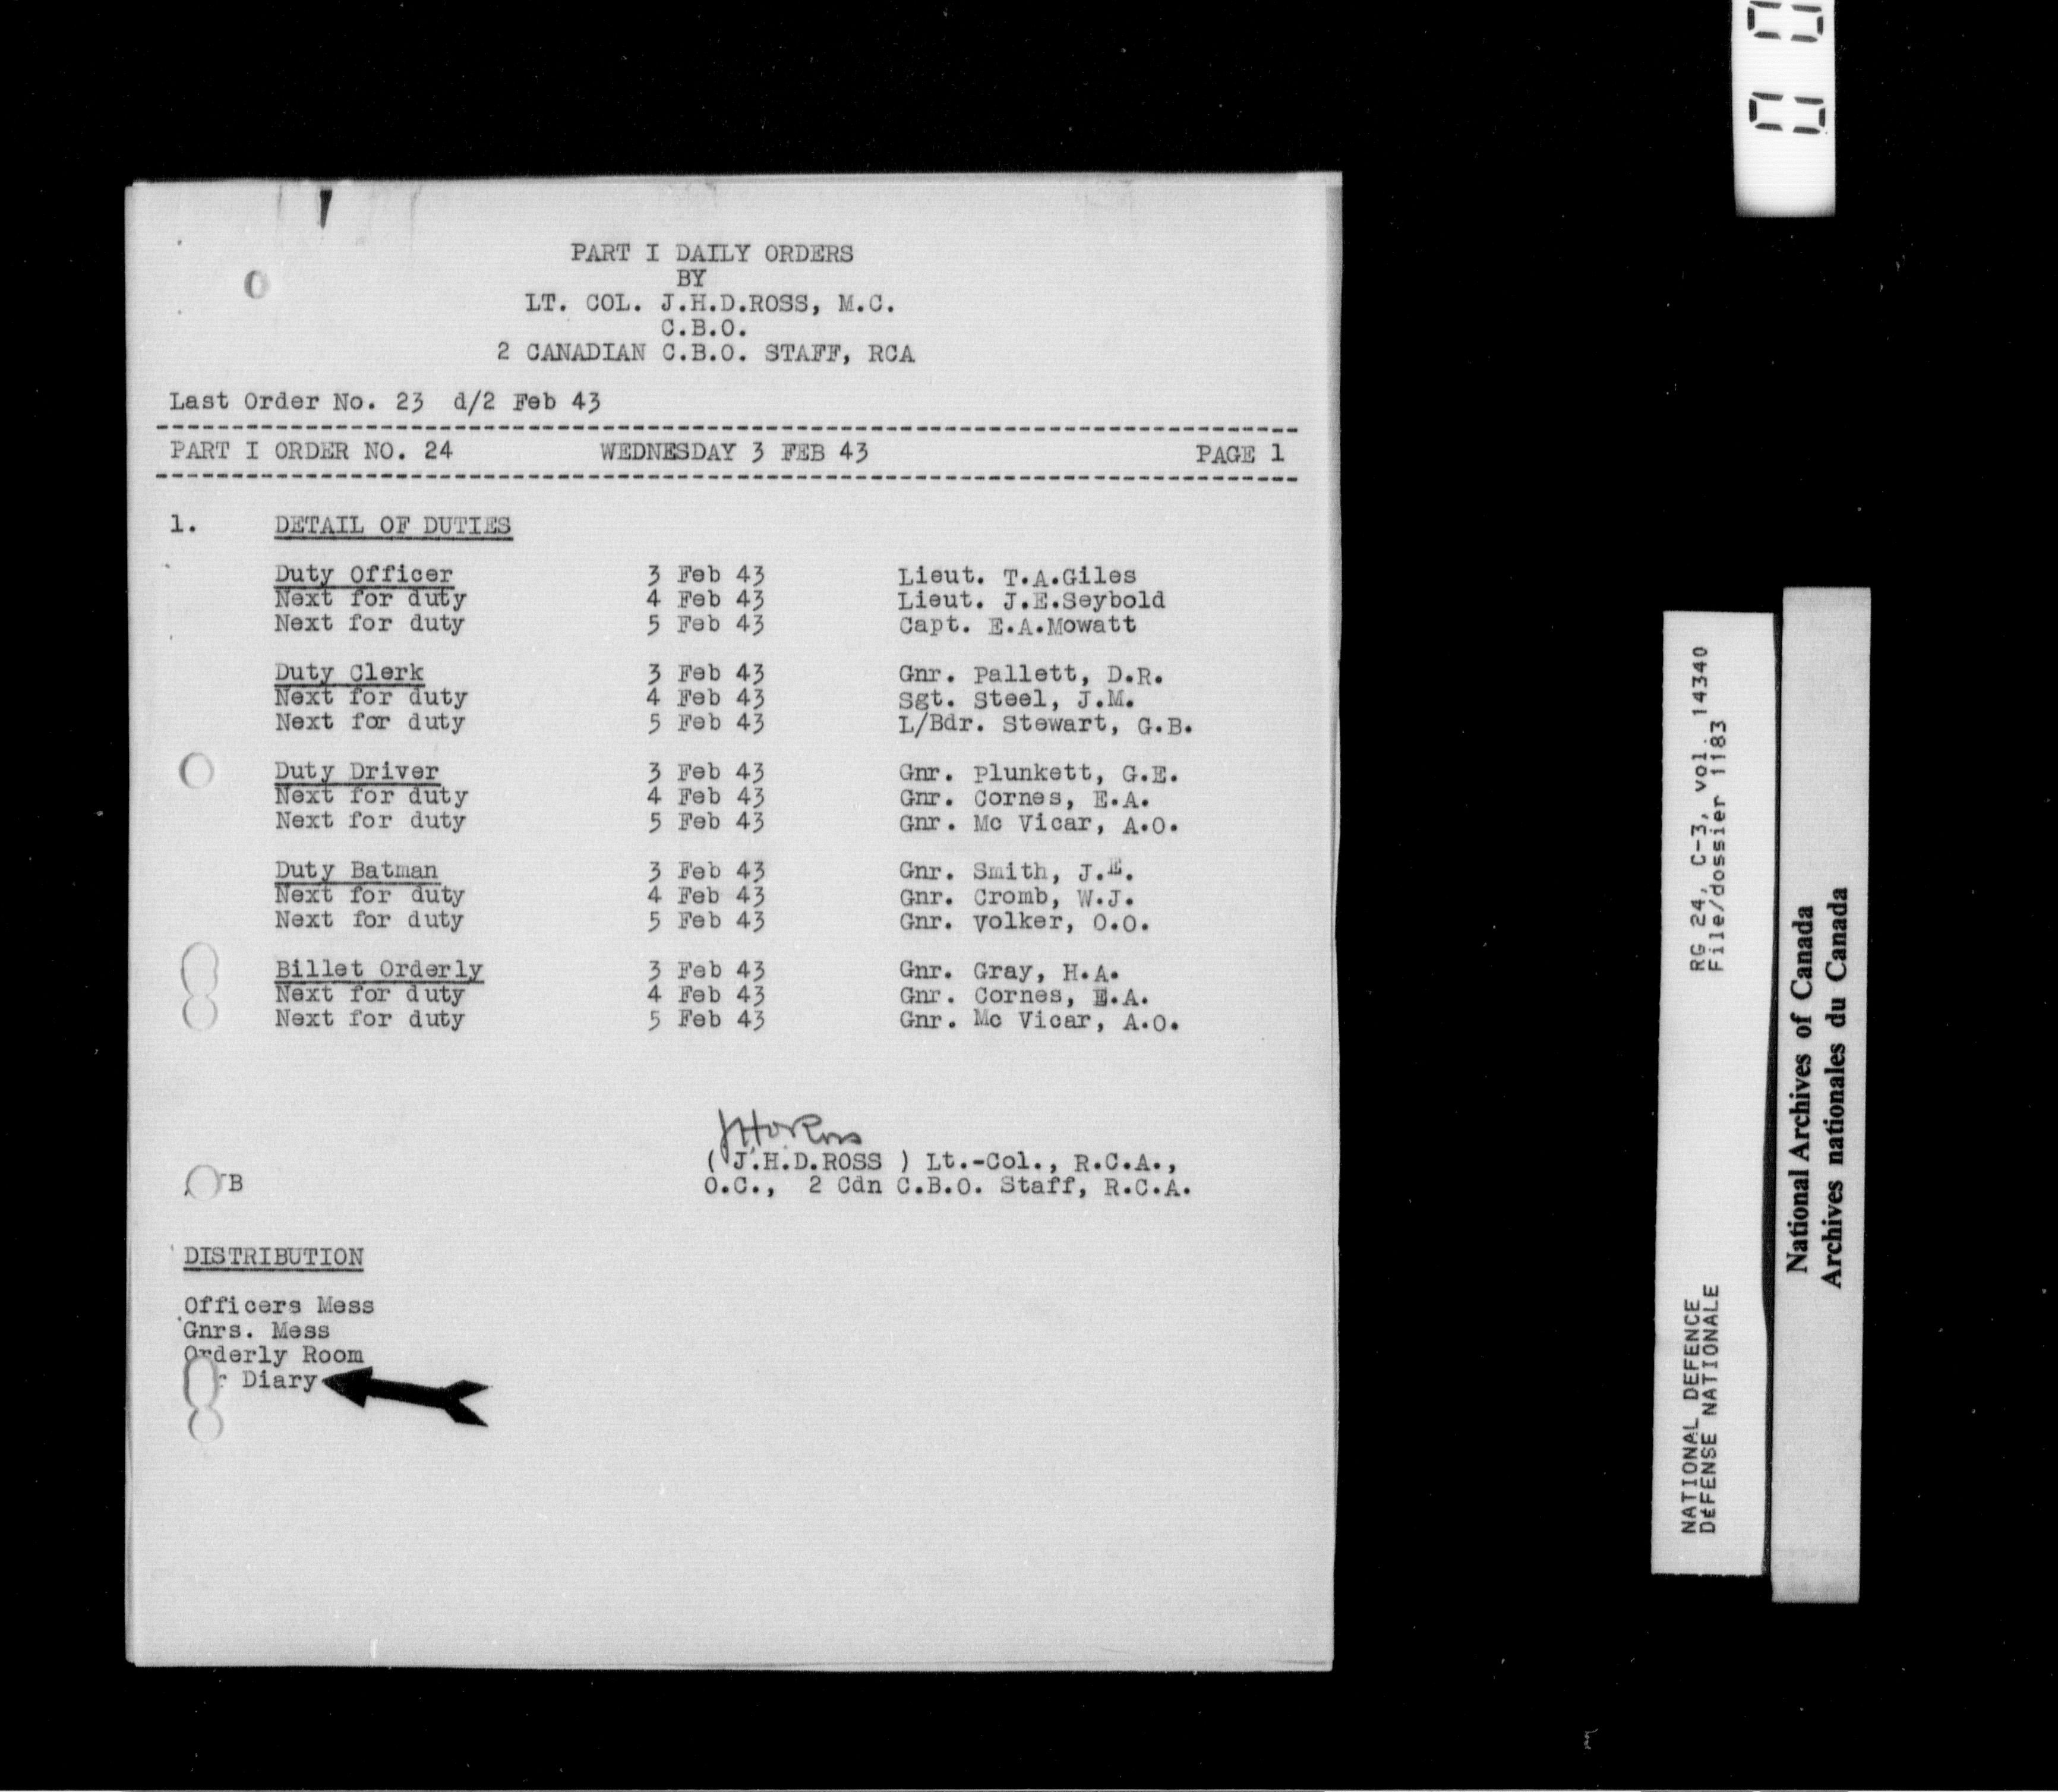 PART I DAILY ORDERS
BY
LT. COL. J.H.D.ROSS, M.C.
C.B.O.
2 CANADIAN C.B.O. STAFF, RCA
Last Order No. 23 d/2 Feb 43
PART I ORDER NO. 24 WEDNESDAY 3 FEB 43 PAGE 1
1. DETAIL OF DUTIES
Duty Officer 3 Feb 43 Lieut. T.A.Giles
Next for duty 4 Feb 43 Lieut. J.E.Seybold
Next for duty 5 Feb 43 Capt. E.A.Mowatt
Duty Clerk 3 Feb 43 Gnr. Pallett, D.R.
Next for duty 4 Feb 43 Sgt. Steel, J.M.
Next for duty 5 Feb 43 L/Bdr. Stewart, G.B.
Duty Driver 3 Feb 43 Gnr. Plunkett, G.E.
Next for duty 4 Feb 43 Gnr. Cornes, E.A.
Next for duty 5 Feb 43 Gnr. Mc Vicar, A.O.
Duty Batman 3 Feb 43 Gnr. Smith, J.E.
Next for duty 4 Feb 43 Gnr. Cromb, W.J.
Next for duty 5 Feb 43 Gnr. Volker, O.O.
Billet Orderly 3 Feb 43 Gnr. Gray, H.A.
Next for duty 4 Feb 43 Gnr. Cornes, E.A.
Next for duty 5 Feb 43 Gnr. Mc Vicar, A.O.
JHDRoss
( J.H.D.ROSS ) Lt.-Col., R.C.A.,
B O.C., 2 Cdn C.B.O. Staff, R.C.A.
DISTRIBUTION
Officers Mess
Gnrs. Mess
Orderly Room
r Diary
NATIONAL DEFENCE RG 24, C-3, vol. 14340
DÉFENSE NATIONALE File/dossier 1183
National Archives of Canada
Archives nationales du Canada